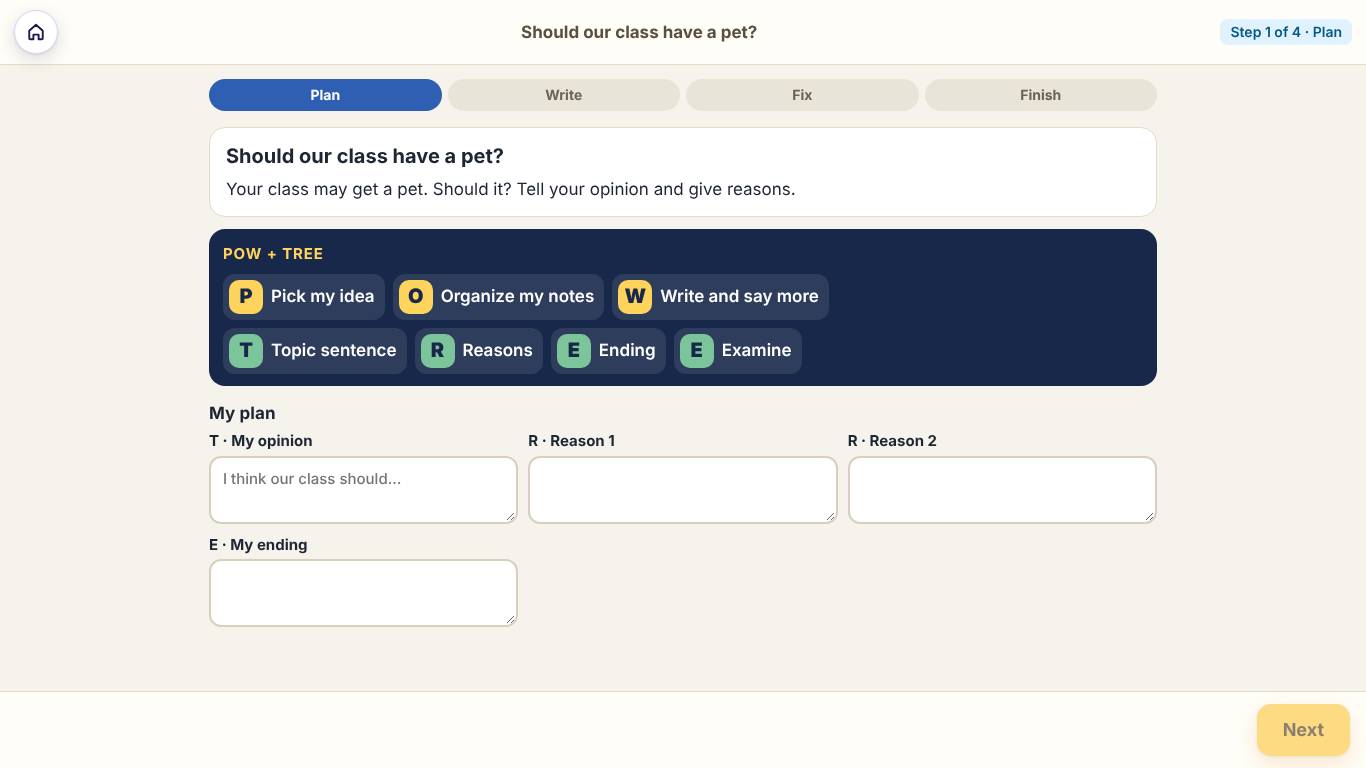 Should our class have a pet?
Step 1 of 4 · Plan
Plan
Write
Fix
Finish
Should our class have a pet?
Your class may get a pet. Should it? Tell your opinion and give reasons.
POW + TREE
P Pick my idea
O Organize my notes
W Write and say more
T Topic sentence
R Reasons
E Ending
E Examine
My plan
T · My opinion
R · Reason 1
R · Reason 2
I think our class should...
E · My ending
Next